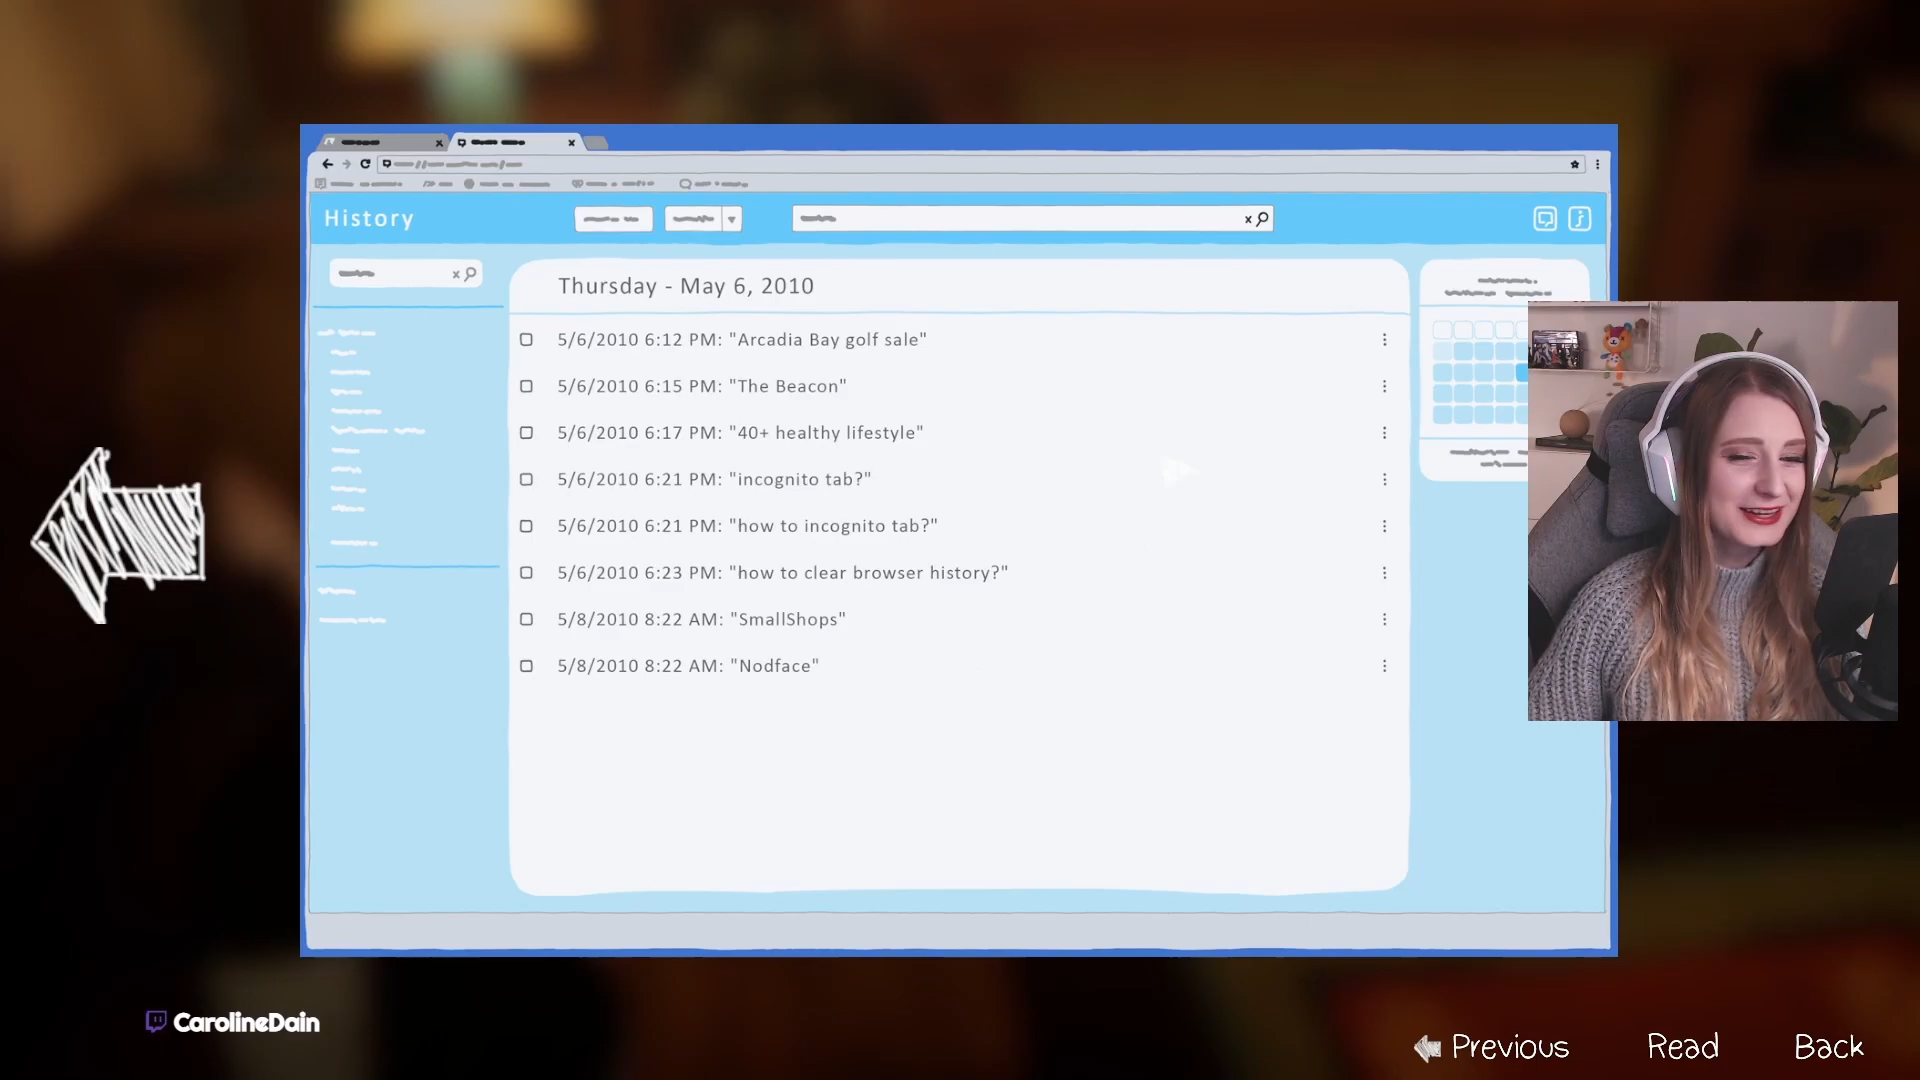 History
Thursday - May 6, 2010
5/6/2010 6:12 PM: "Arcadia Bay golf sale"
5/6/2010 6:15 PM: "The Beacon"
5/6/2010 6:17 PM: "40+ healthy lifestyle"
5/6/2010 6:21 PM: "incognito tab?"
5/6/2010 6:21 PM: "how to incognito tab?"
5/6/2010 6:23 PM: "how to clear browser history?"
5/8/2010 8:22 AM: "SmallShops"
5/8/2010 8:22 AM: "Nodface"
CarolineDain
Previous Read Back